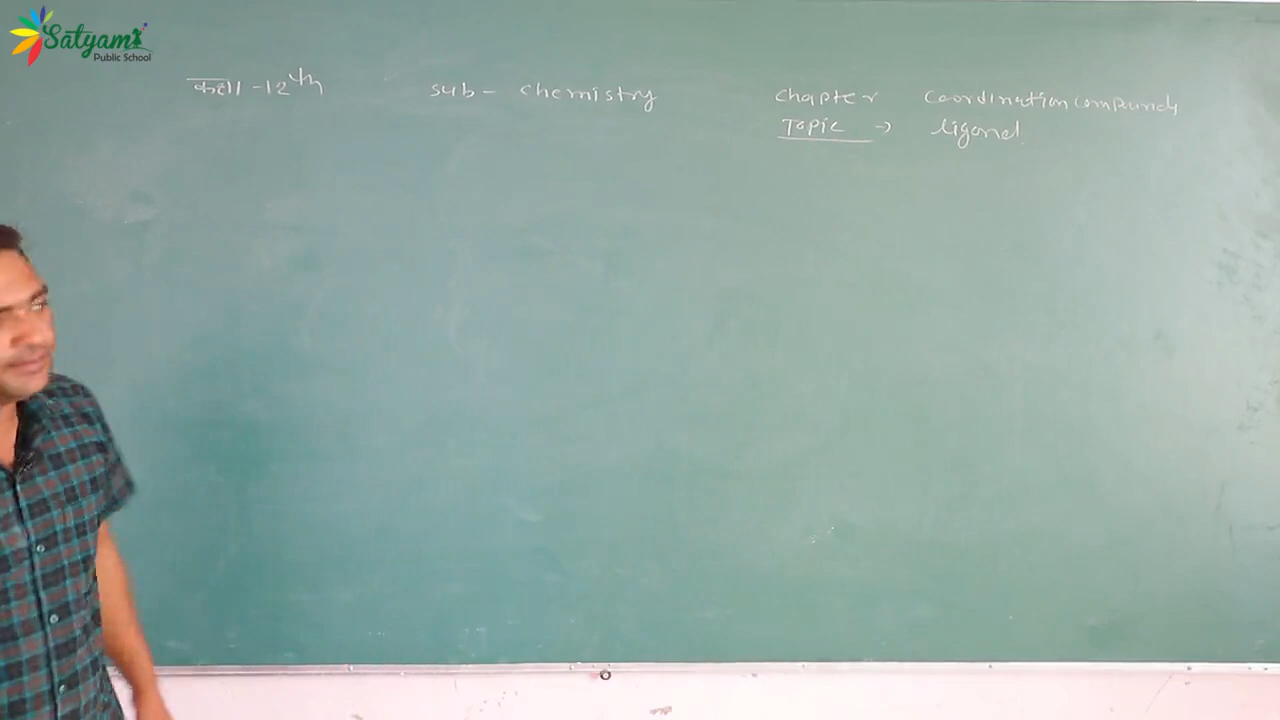 Satyam
Public School
कक्षा - 12th sub - chemistry chapter coordination compounds
Topic → ligand